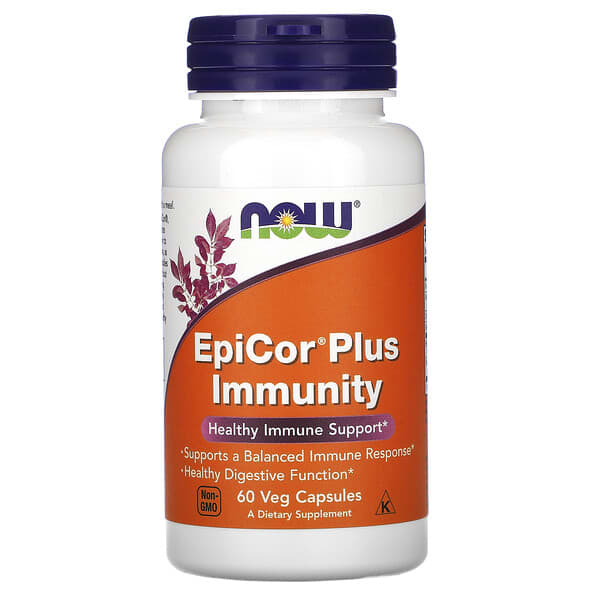 NOW®
EpiCor® Plus
Immunity
Healthy Immune Support*
• Supports a Balanced Immune Response*
• Healthy Digestive Function*
Non-
GMO
60 Veg Capsules
A Dietary Supplement
K